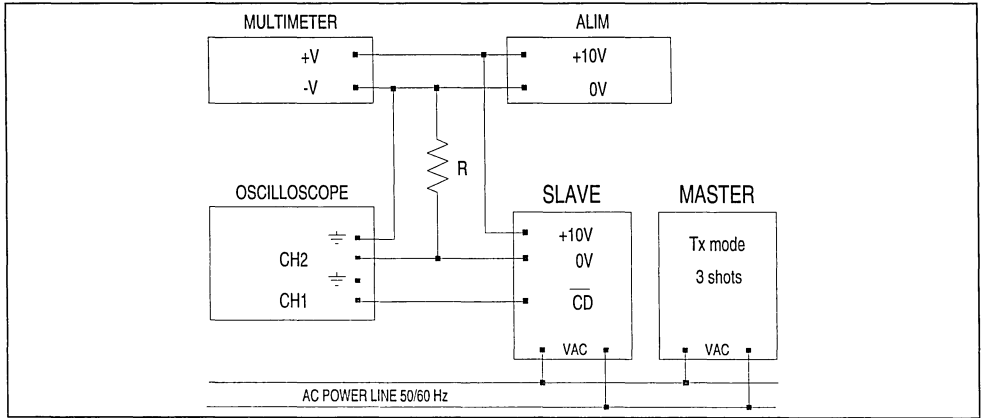 MULTIMETER
+V
-V
ALIM
+10V
0V
R
OSCILLOSCOPE
CH2
CH1
SLAVE
+10V
0V
CD
VAC
MASTER
Tx mode
3 shots
VAC
AC POWER LINE 50/60 Hz